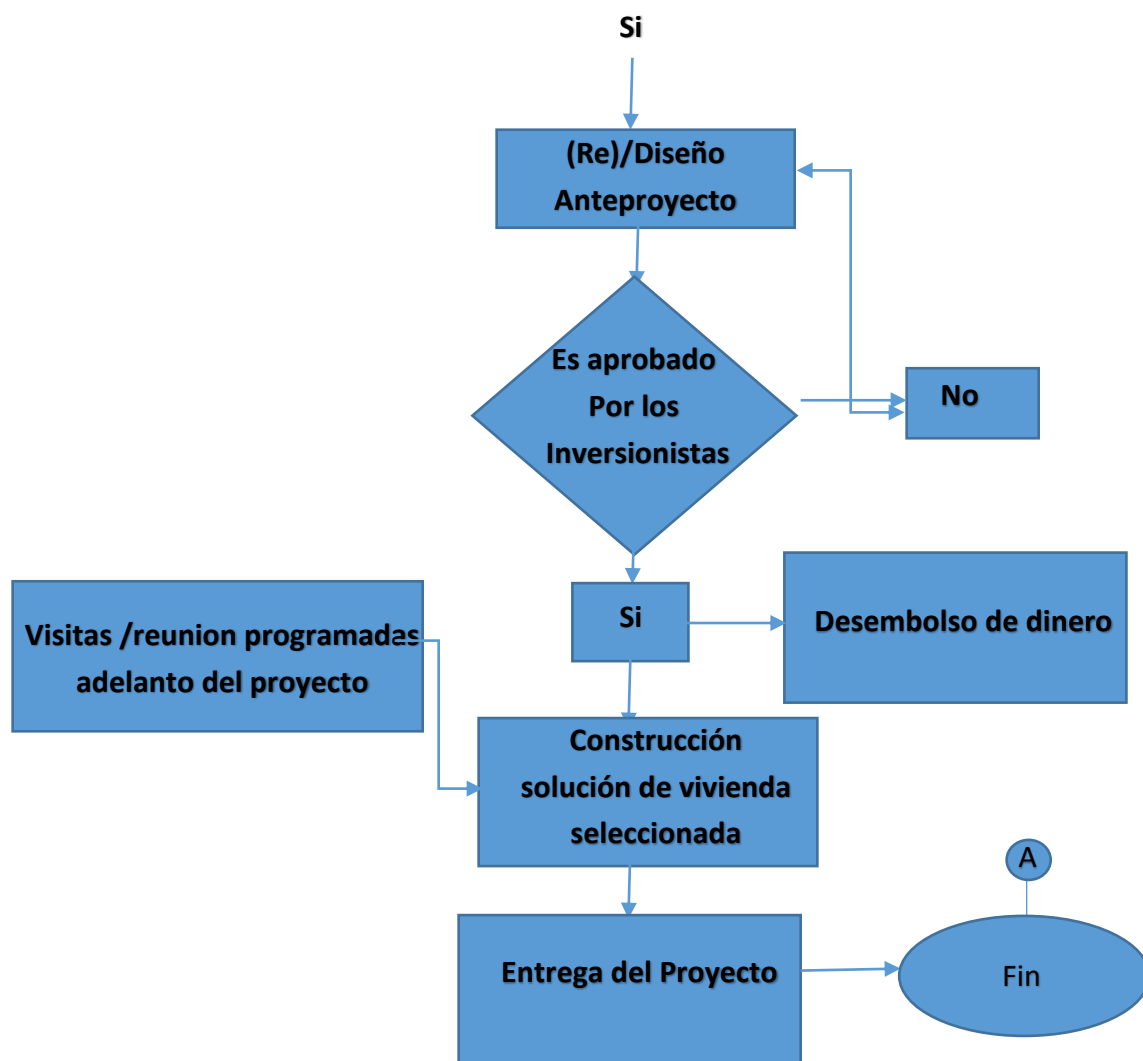 Si
(Re)/Diseño
Anteproyecto
Es aprobado
Por los
Inversionistas
No
Si
Desembolso de dinero
Visitas /reunion programadas
adelanto del proyecto
Construcción
solución de vivienda
seleccionada
A
Entrega del Proyecto
Fin